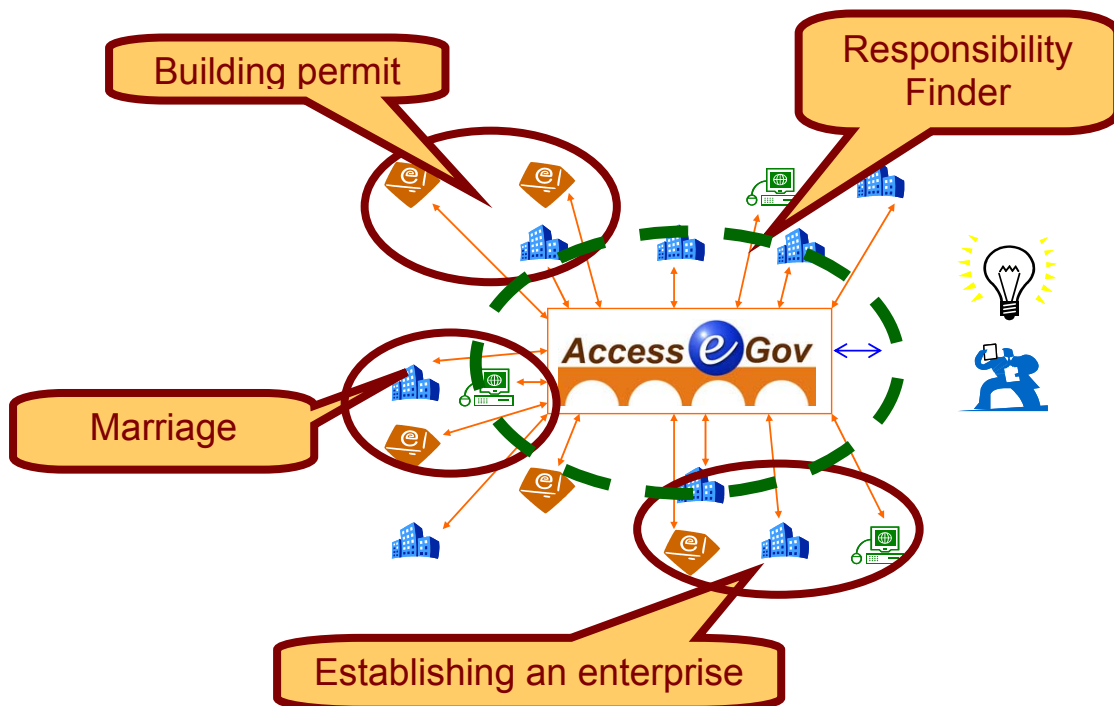 Building permit
Responsibility
Finder
Access e Gov
Marriage
Establishing an enterprise